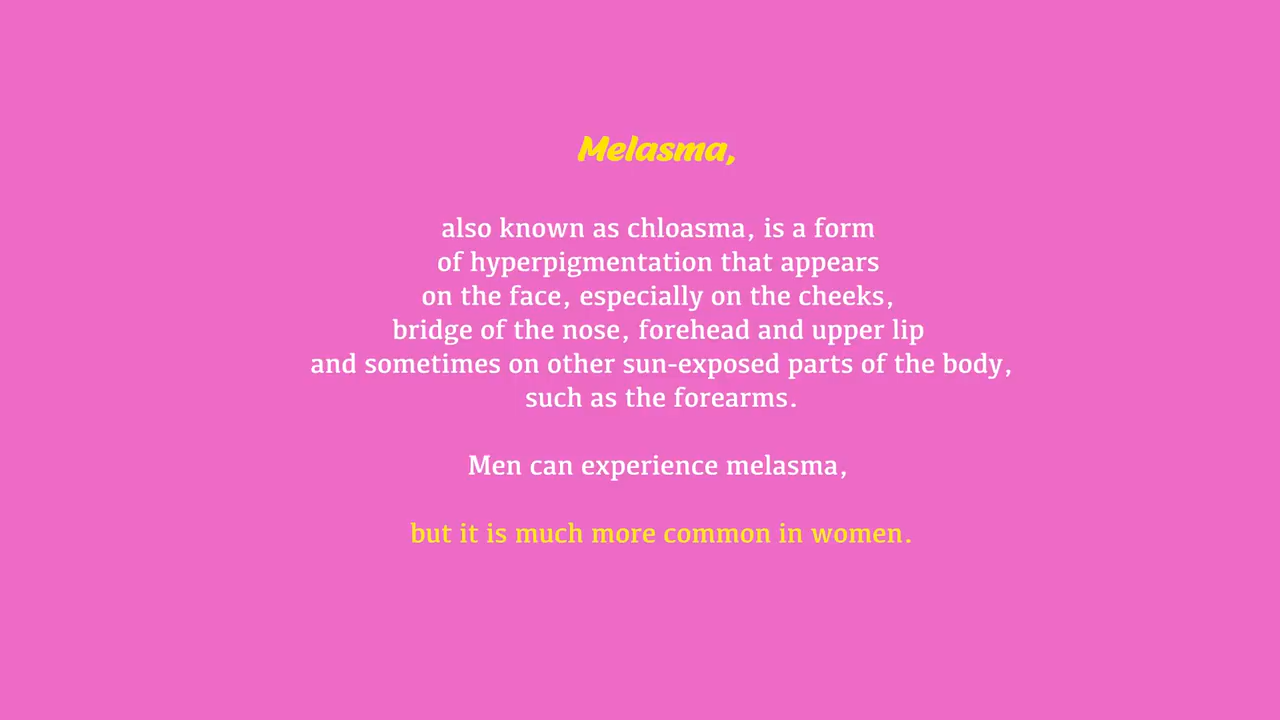 Melasma,
also known as chloasma, is a form
of hyperpigmentation that appears
on the face, especially on the cheeks,
bridge of the nose, forehead and upper lip
and sometimes on other sun-exposed parts of the body,
such as the forearms.
Men can experience melasma,
but it is much more common in women.